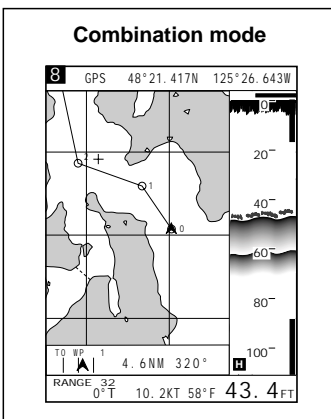 Combination mode
8 GPS 48°21.417N 125°26.643W
0
20
2
1
40
0
60
80
TO WP 1
4.6NM 320°
H 100
RANGE 32
0°T 10.2KT 58°F 43.4FT